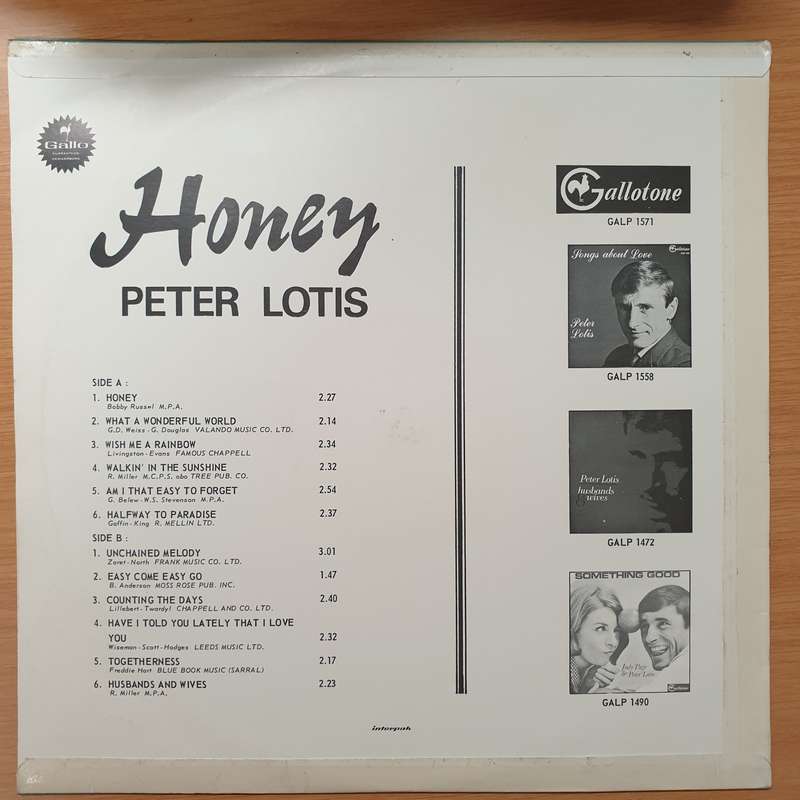 Gallo
Honey
PETER LOTIS
SIDE A :
1. HONEY 2.27
Bobby Russel M.P.A.
2. WHAT A WONDERFUL WORLD 2.14
G.D. Weiss - G. Douglas VALANDO MUSIC CO. LTD.
3. WISH ME A RAINBOW 2.34
Livingston - Evans FAMOUS CHAPPELL
4. WALKIN' IN THE SUNSHINE 2.32
R. Miller M.C.P.S. obo TREE PUB. CO.
5. AM I THAT EASY TO FORGET 2.54
G. Belew - W.S. Stevenson M.P.A.
6. HALFWAY TO PARADISE 2.37
Goffin - King R. MELLIN LTD.
SIDE B :
1. UNCHAINED MELODY 3.01
Zaret - North FRANK MUSIC CO. LTD.
2. EASY COME EASY GO 1.47
B. Anderson MOSS ROSE PUB. INC.
3. COUNTING THE DAYS 2.40
Lillebert - Twardyl CHAPPELL AND CO. LTD.
4. HAVE I TOLD YOU LATELY THAT I LOVE
YOU 2.32
Wiseman - Scott - Hodges LEEDS MUSIC LTD.
5. TOGETHERNESS 2.17
Freddie Hart BLUE BOOK MUSIC (SARRAL)
6. HUSBANDS AND WIVES 2.23
R. Miller M.P.A.
Gallotone
GALP 1571
Songs about Love
Peter
Lotis
GALP 1558
Peter Lotis
husbands
& wives
GALP 1472
SOMETHING GOOD
Judy Page
& Peter Lotis
GALP 1490
interpak